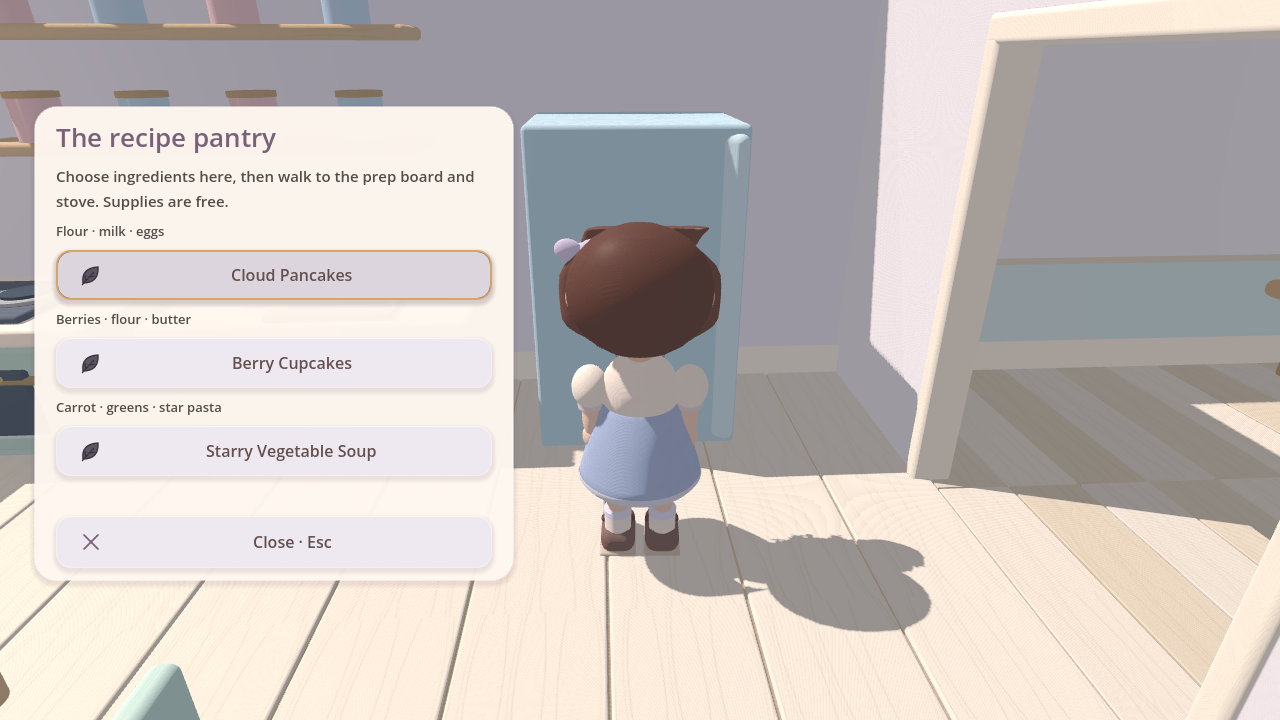 The recipe pantry
Choose ingredients here, then walk to the prep board and
stove. Supplies are free.
Flour · milk · eggs
Cloud Pancakes
Berries · flour · butter
Berry Cupcakes
Carrot · greens · star pasta
Starry Vegetable Soup
Close · Esc